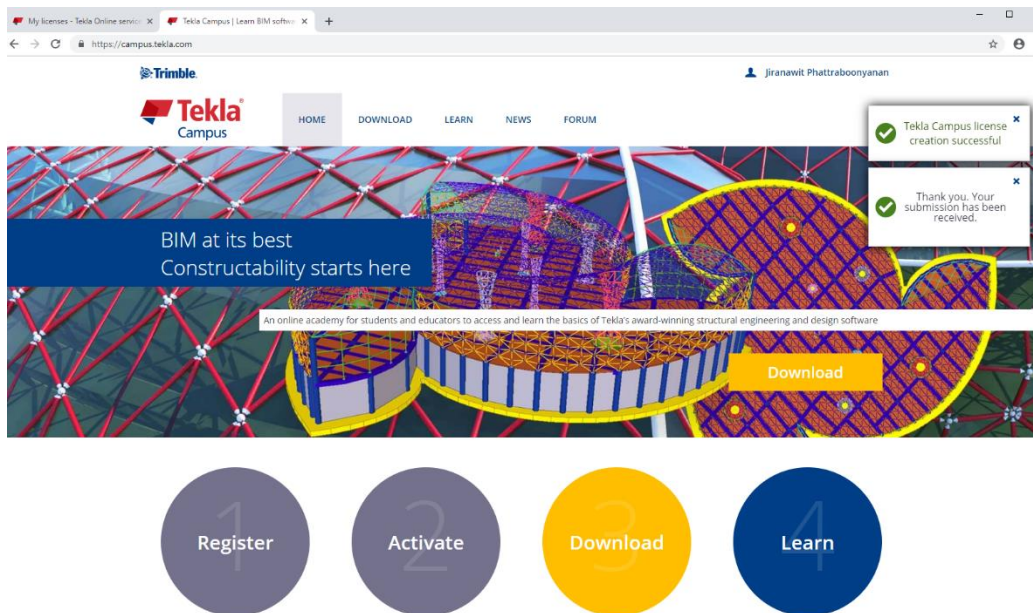 My licenses - Tekla Online servic
Tekla Campus | Learn BIM softw
https://campus.tekla.com
Trimble.
Jiranawit Phattraboonyanan
Tekla®
Campus
HOME DOWNLOAD LEARN NEWS FORUM
Tekla Campus license
creation successful
Thank you. Your
submission has been
received.
BIM at its best
Constructability starts here
An online academy for students and educators to access and learn the basics of Tekla's award-winning structural engineering and design software
Download
1 2 3 4
Register Activate Download Learn